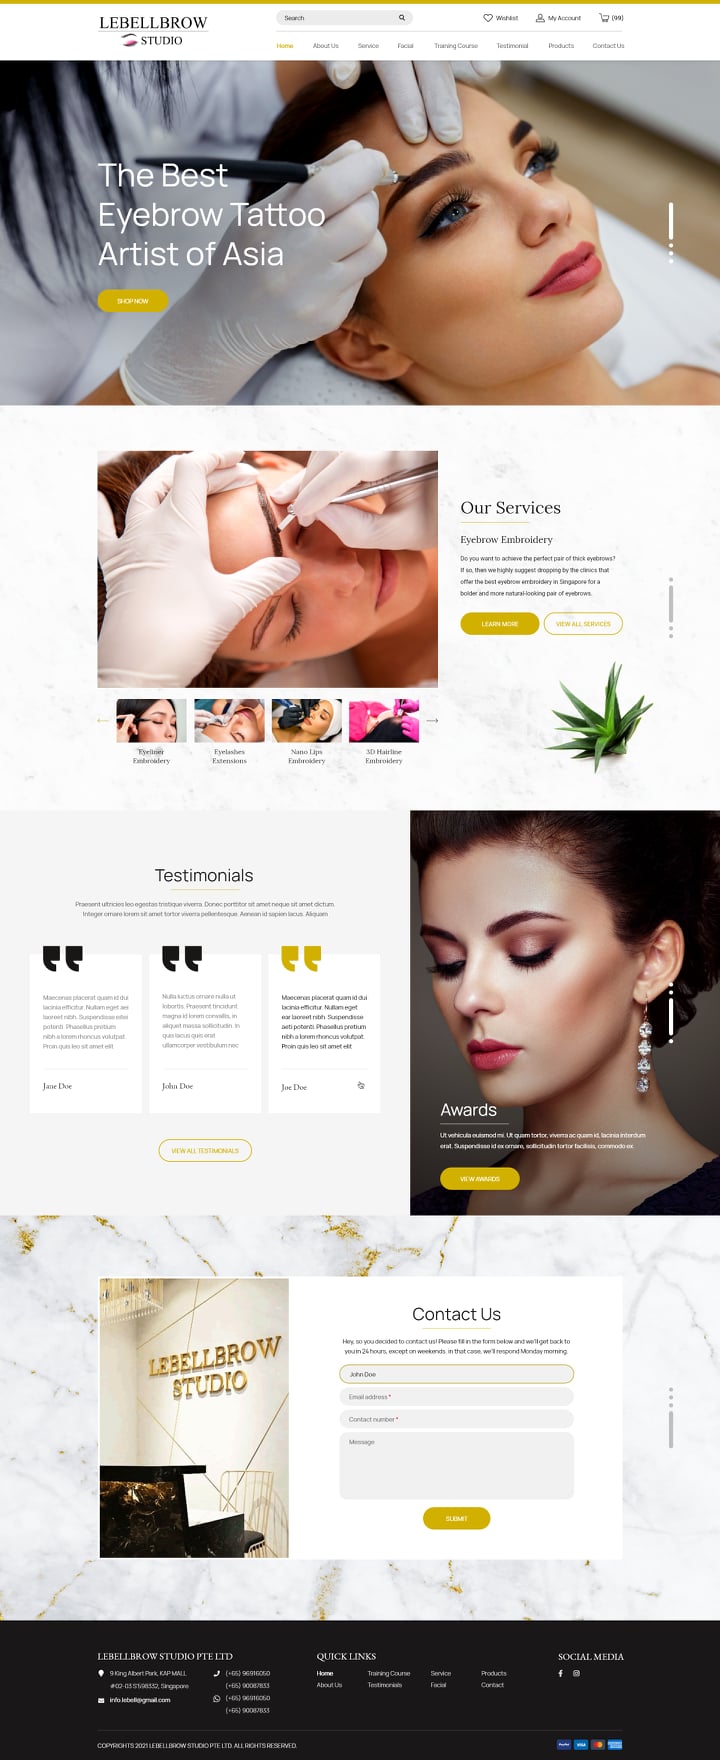 LEBELLBROW
STUDIO
Search
Wishlist
My Account
(99)
Home About Us Service Facial Training Course Testimonial Products Contact Us
The Best
Eyebrow Tattoo
Artist of Asia
SHOP NOW
Our Services
Eyebrow Embroidery
Do you want to achieve the perfect pair of thick eyebrows?
If so, then we highly suggest dropping by the clinics that
offer the best eyebrow embroidery in Singapore for a
bolder and more natural-looking pair of eyebrows.
LEARN MORE
VIEW ALL SERVICES
Eyeliner
Embroidery
Eyelashes
Extensions
Nano Lips
Embroidery
3D Hairline
Embroidery
Testimonials
Praesent ultricies leo egestas tristique viverra. Donec porttitor sit amet neque sit amet dictum.
Integer ornare lorem sit amet tortor viverra pellentesque. Aenean id sapien lacus. Aliquam
Maecenas placerat quam id dui
lacinia efficitur. Nullam eget aei
laoreet nibh. Suspendisse eitei
potenti. Phasellus pretium
nibh a lorem rhoncus volutpat.
Proin quis leo sit amet elit
Jane Doe
Nulla luctus ornare nulla ut
lobortis. Praesent tincidunt
magna id lorem convallis, in
aliquet massa sollicitudin. In
quis lacus quis erat
ullamcorper vestibulum nec
John Doe
Maecenas placerat quam id dui
lacinia efficitur. Nullam eget
ear laoreet nibh. Suspendisse
aeti potenti. Phasellus pretium
nibh a lorem rhoncus volutpat.
Proin quis leo sit amet elit
Joe Doe
VIEW ALL TESTIMONIALS
Awards
Ut vehicula euismod mi. Ut quam tortor, viverra ac quam id, lacinia interdum
erat. Suspendisse id ex ornare, sollicitudin tortor facilisis, commodo ex.
VIEW AWARDS
LEBELLBROW
STUDIO
Contact Us
Hey, so you decided to contact us! Please fill in the form below and we'll get back to
you in 24 hours, except on weekends. in that case, we'll respond Monday morning.
John Doe
Email address *
Contact number *
Message
SUBMIT
LEBELLBROW STUDIO PTE LTD
9 King Albert Park, KAP MALL
#02-03 S'598332, Singapore
info.lebell@gmail.com
(+65) 96916050
(+65) 90087833
(+65) 96916050
(+65) 90087833
QUICK LINKS
Home Training Course Service Products
About Us Testimonials Facial Contact
SOCIAL MEDIA
COPYRIGHTS 2021 LEBELLBROW STUDIO PTE LTD. ALL RIGHTS RESERVED.
PayPal
VISA